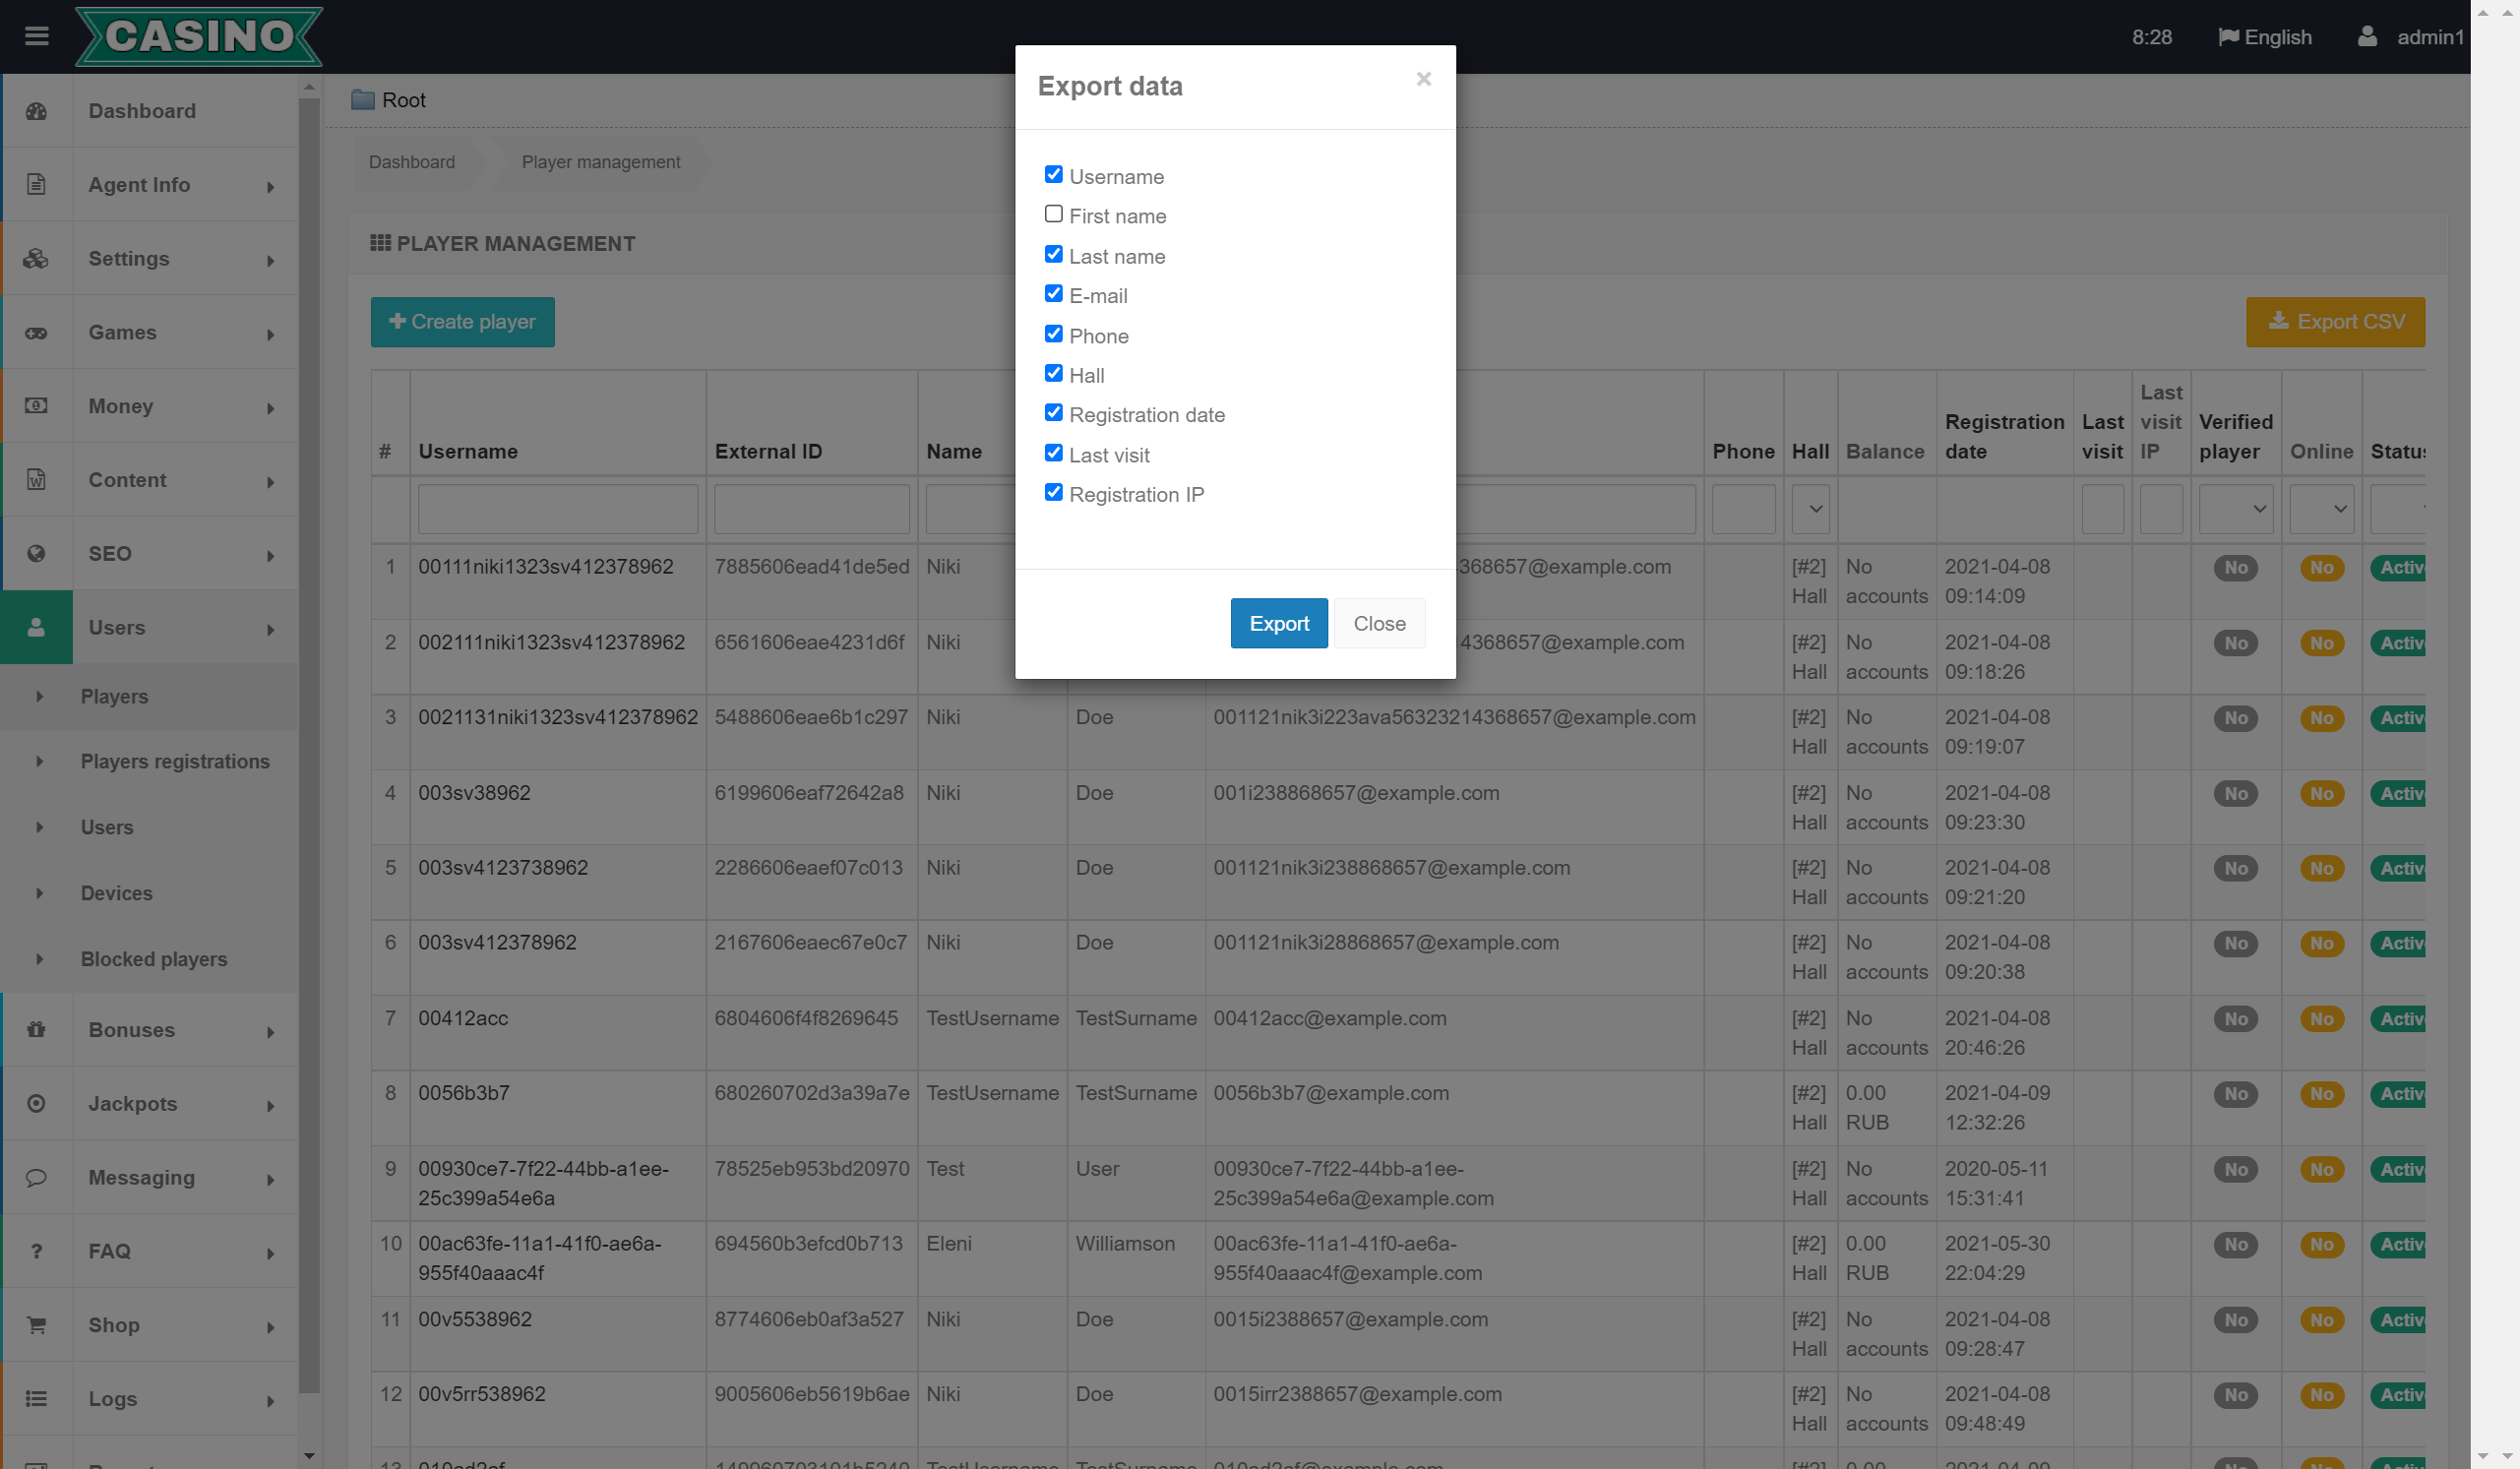 CASINO
8:28
English
admin1
Export data
×
Username
First name
Last name
E-mail
Phone
Hall
Registration date
Last visit
Registration IP
Export
Close
Dashboard
Agent Info
Settings
Games
Money
Content
SEO
Users
Players
Players registrations
Users
Devices
Blocked players
Bonuses
Jackpots
Messaging
FAQ
Shop
Logs
Root
Dashboard
Player management
PLAYER MANAGEMENT
Create player
Export CSV
# Username External ID Name Phone Hall Balance Registration date Last visit Last visit IP Verified player Online Status
1 00111niki1323sv412378962 7885606ead41de5ed Niki 368657@example.com [#2] No 2021-04-08 No No Active
Hall accounts 09:14:09
2 002111niki1323sv412378962 6561606eae4231d6f Niki 4368657@example.com [#2] No 2021-04-08 No No Active
Hall accounts 09:18:26
3 0021131niki1323sv412378962 5488606eae6b1c297 Niki Doe 001121nik3i223ava56323214368657@example.com [#2] No 2021-04-08 No No Active
Hall accounts 09:19:07
4 003sv38962 6199606eaf72642a8 Niki Doe 001i238868657@example.com [#2] No 2021-04-08 No No Active
Hall accounts 09:23:30
5 003sv4123738962 2286606eaef07c013 Niki Doe 001121nik3i238868657@example.com [#2] No 2021-04-08 No No Active
Hall accounts 09:21:20
6 003sv412378962 2167606eaec67e0c7 Niki Doe 001121nik3i28868657@example.com [#2] No 2021-04-08 No No Active
Hall accounts 09:20:38
7 00412acc 6804606f4f8269645 TestUsername TestSurname 00412acc@example.com [#2] No 2021-04-08 No No Active
Hall accounts 20:46:26
8 0056b3b7 680260702d3a39a7e TestUsername TestSurname 0056b3b7@example.com [#2] 0.00 2021-04-09 No No Active
Hall RUB 12:32:26
9 00930ce7-7f22-44bb-a1ee- 78525eb953bd20970 Test User 00930ce7-7f22-44bb-a1ee- [#2] No 2020-05-11 No No Active
25c399a54e6a 25c399a54e6a@example.com Hall accounts 15:31:41
10 00ac63fe-11a1-41f0-ae6a- 694560b3efcd0b713 Eleni Williamson 00ac63fe-11a1-41f0-ae6a- [#2] 0.00 2021-05-30 No No Active
955f40aaac4f 955f40aaac4f@example.com Hall RUB 22:04:29
11 00v5538962 8774606eb0af3a527 Niki Doe 0015i2388657@example.com [#2] No 2021-04-08 No No Active
Hall accounts 09:28:47
12 00v5rr538962 9005606eb5619b6ae Niki Doe 0015irr2388657@example.com [#2] No 2021-04-08 No No Active
Hall accounts 09:48:49